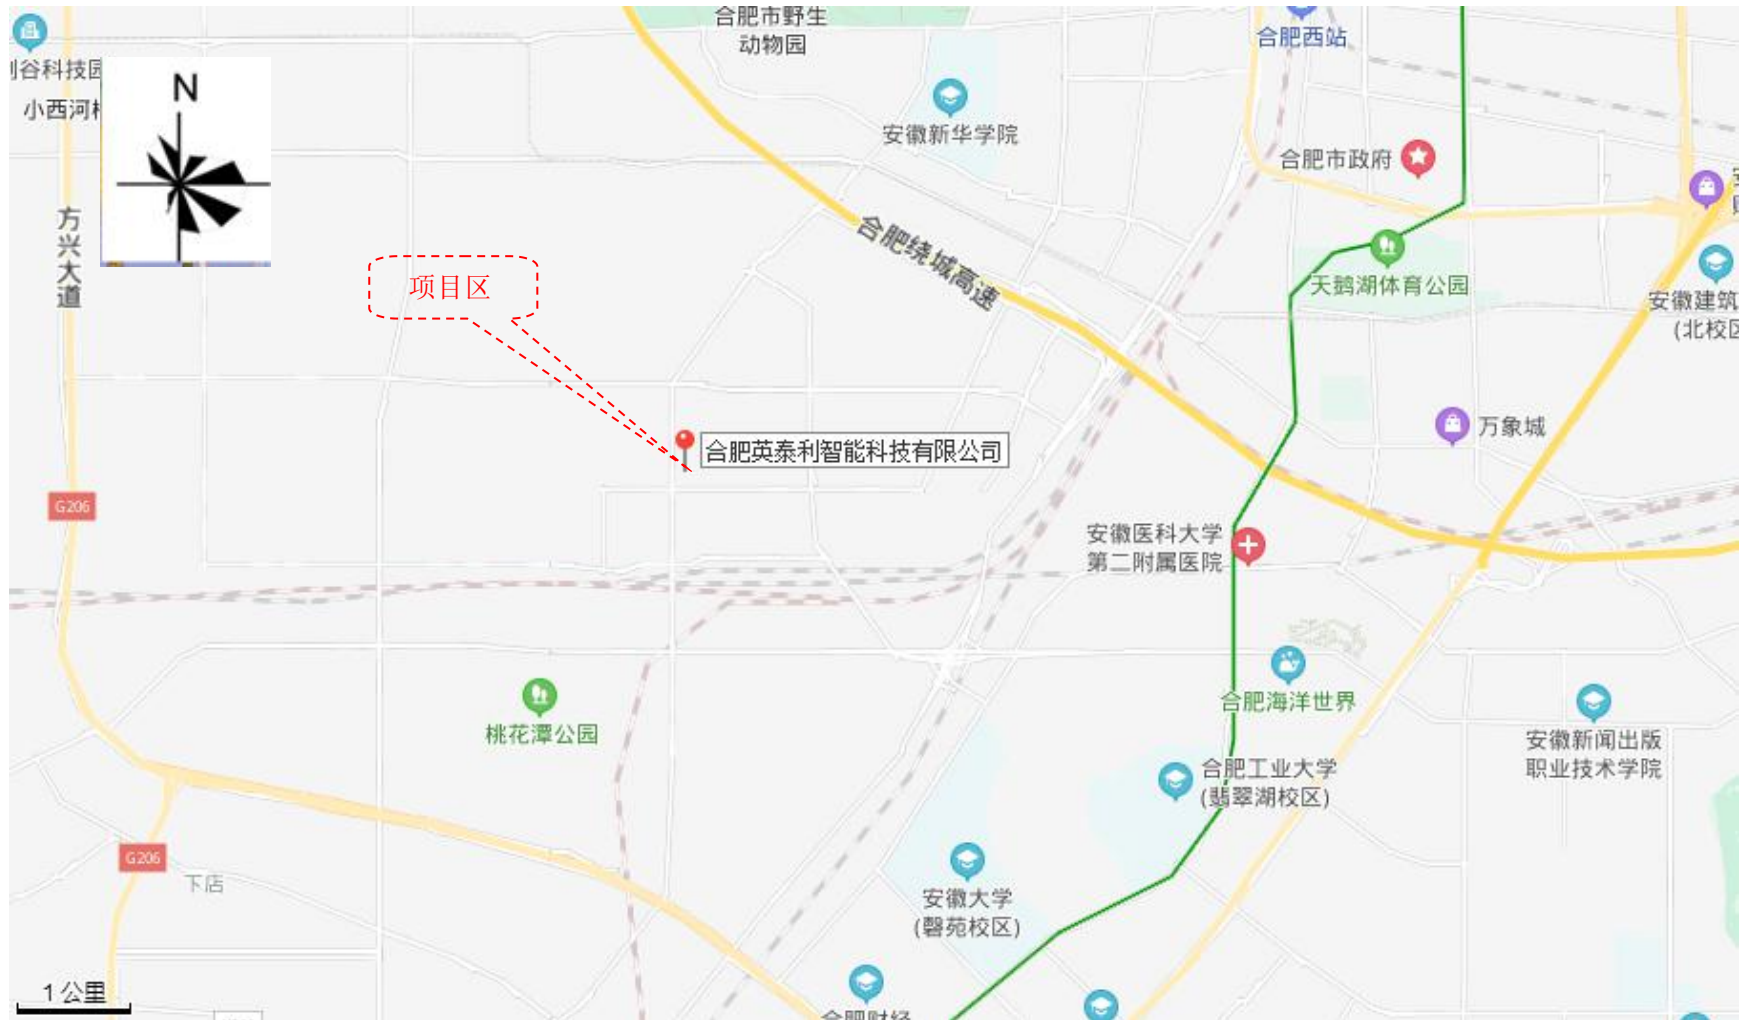 合肥市野生
动物园
合肥西站
创谷科技园
N
小西河村
安徽新华学院
合肥市政府
方兴大道
合肥绕城高速
项目区
天鹅湖体育公园
安徽建筑
(北校区
万象城
合肥英泰利智能科技有限公司
G206
安徽医科大学
第二附属医院
合肥海洋世界
桃花潭公园
安徽新闻出版
职业技术学院
合肥工业大学
(翡翠湖校区)
G206
下店
安徽大学
(磬苑校区)
1 公里
合肥财经